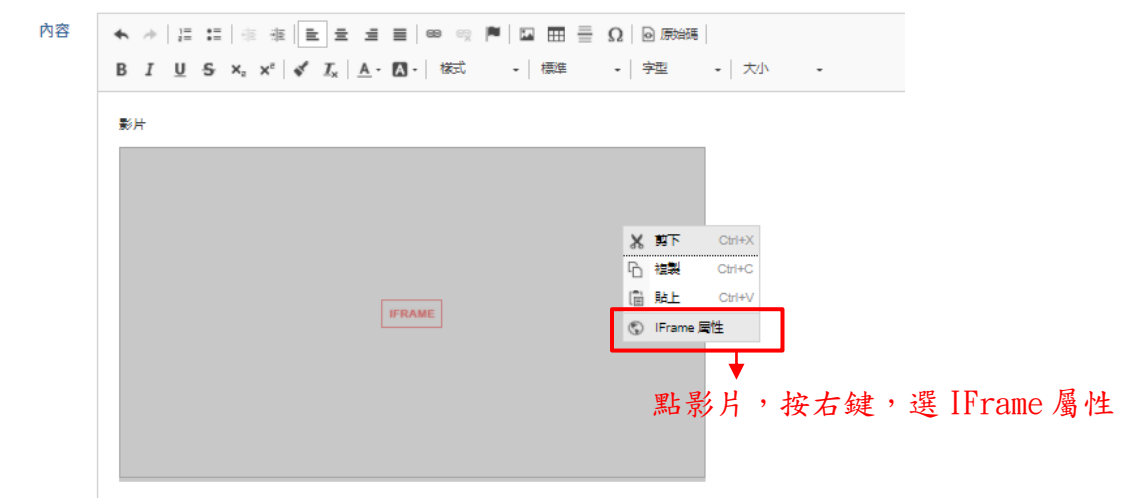 內容
原始碼
B I U S x₂ x² Iₓ A A 樣式 標準 字型 大小
影片
剪下 Ctrl+X
複製 Ctrl+C
貼上 Ctrl+V
IFRAME
IFrame 屬性
點影片，按右鍵，選 IFrame 屬性